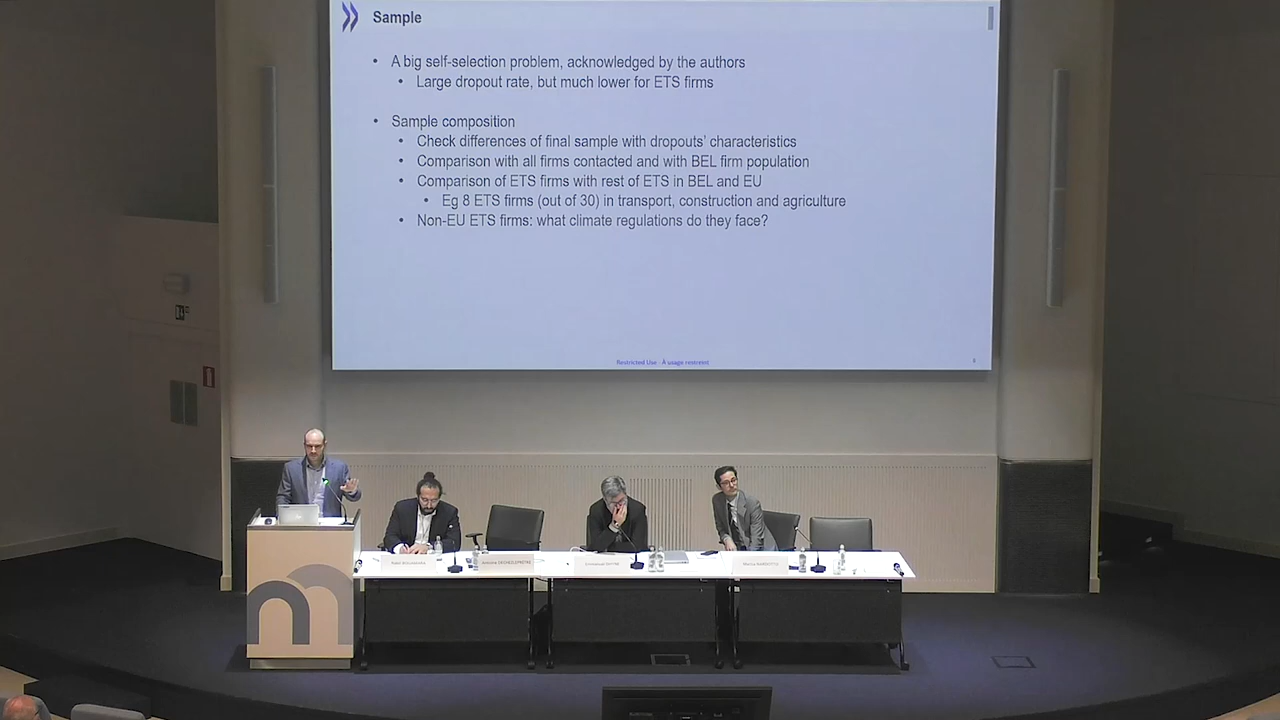 Sample
• A big self-selection problem, acknowledged by the authors
• Large dropout rate, but much lower for ETS firms
• Sample composition
• Check differences of final sample with dropouts' characteristics
• Comparison with all firms contacted and with BEL firm population
• Comparison of ETS firms with rest of ETS in BEL and EU
• Eg 8 ETS firms (out of 30) in transport, construction and agriculture
• Non-EU ETS firms: what climate regulations do they face?
Restricted Use À usage restreint